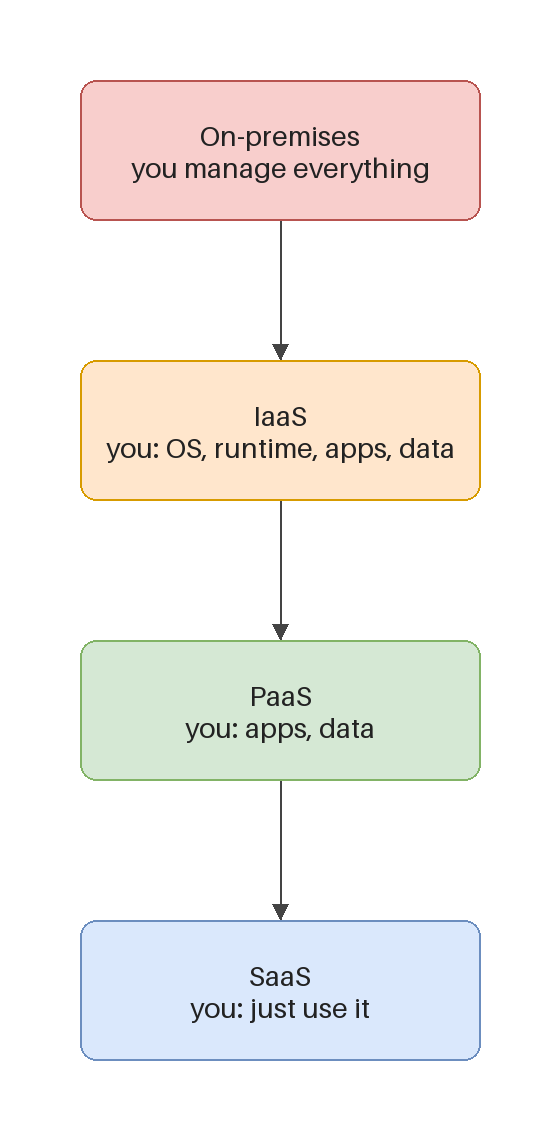 On-premises
you manage everything
IaaS
you: OS, runtime, apps, data
PaaS
you: apps, data
SaaS
you: just use it